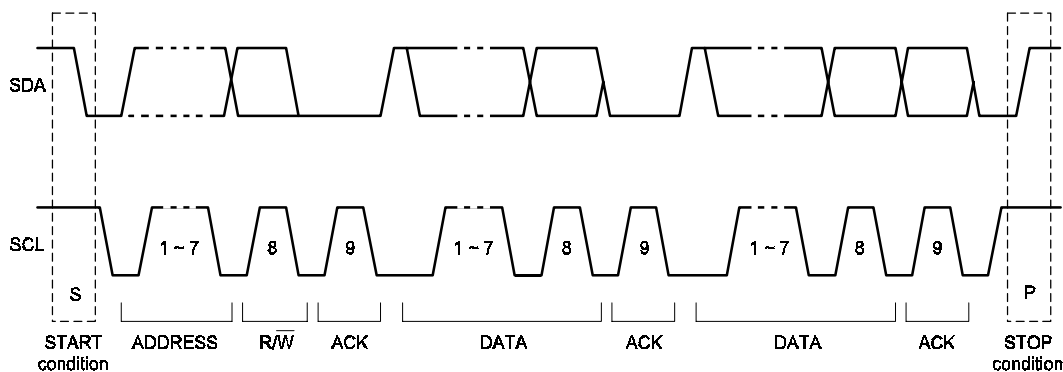 SDA
SCL
1 ~ 7
8
9
1 ~ 7
8
9
1 ~ 7
8
9
S
P
START
condition
ADDRESS
R/W̅
ACK
DATA
ACK
DATA
ACK
STOP
condition